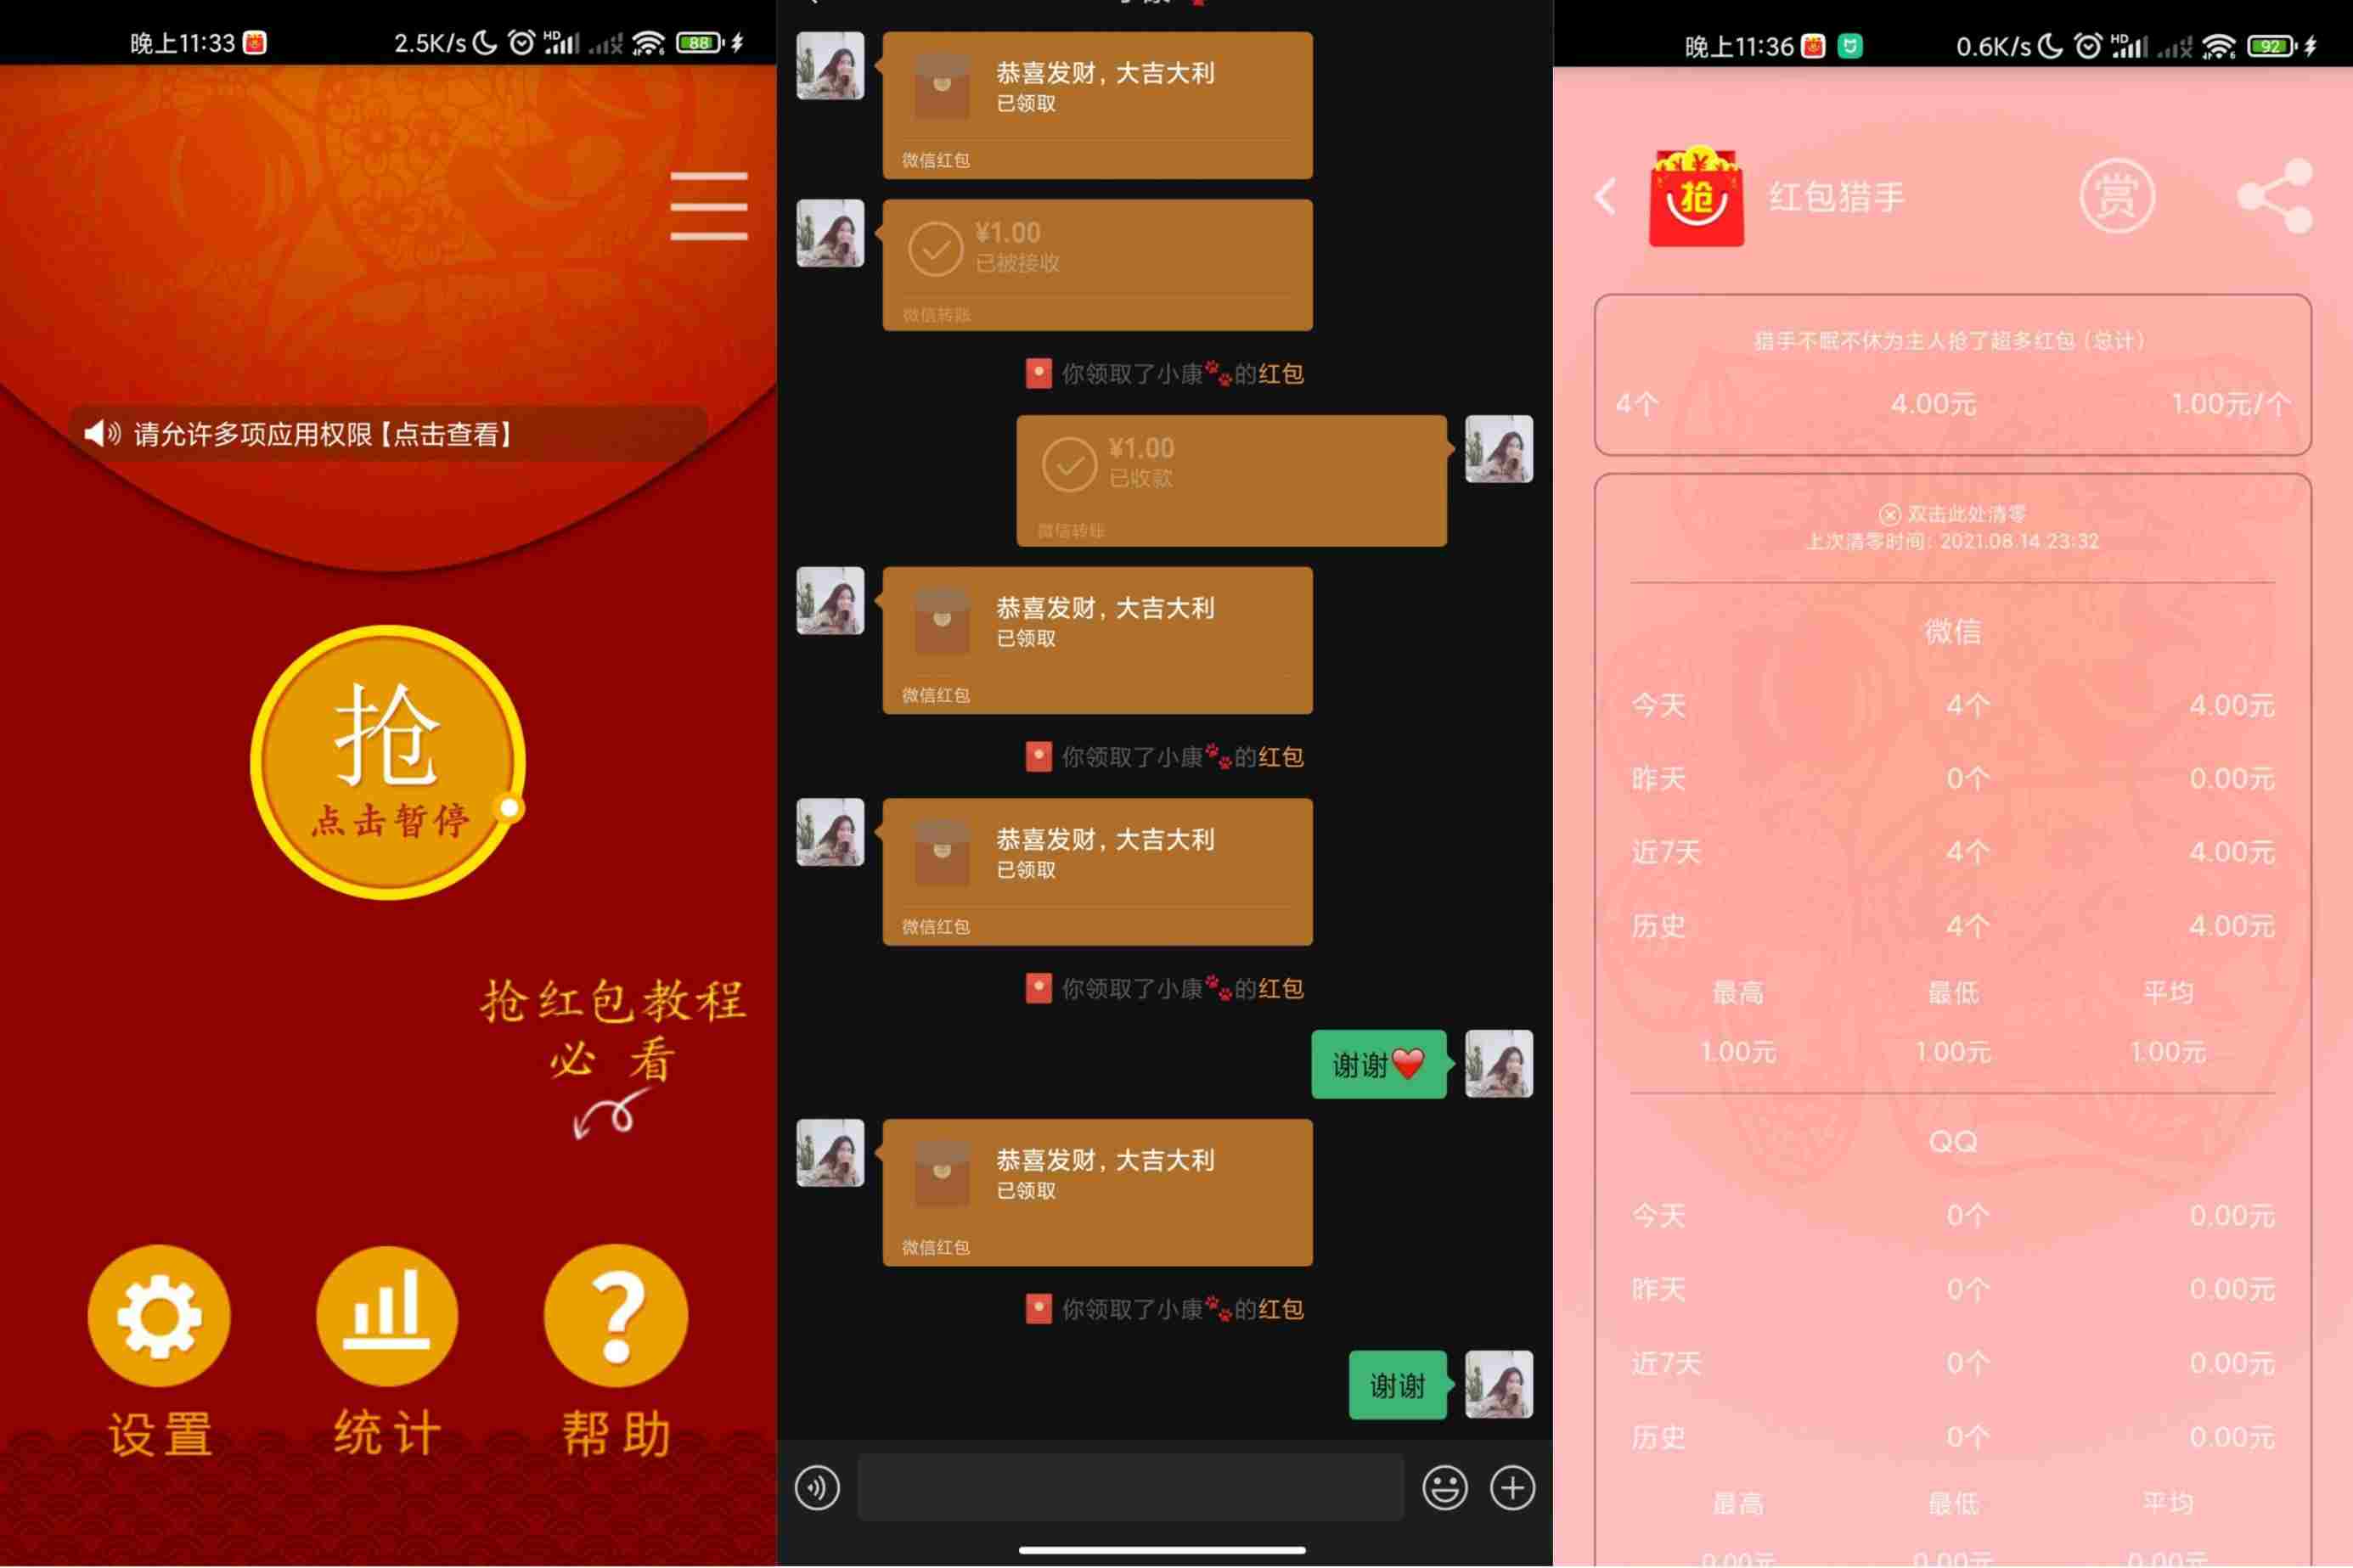 晚上11:33
2.5K/s
HD
88
请允许多项应用权限【点击查看】
抢
点击暂停
抢红包教程
必 看
设置
统计
帮助
恭喜发财，大吉大利
已领取
微信红包
¥1.00
已被接收
微信转账
你领取了小康的红包
¥1.00
已收款
微信转账
恭喜发财，大吉大利
已领取
微信红包
你领取了小康的红包
恭喜发财，大吉大利
已领取
微信红包
你领取了小康的红包
谢谢❤️
恭喜发财，大吉大利
已领取
微信红包
你领取了小康的红包
谢谢
晚上11:36
0.6K/s
HD
92
抢
红包猎手
赏
猎手不眠不休为主人抢了超多红包（总计）
4个 4.00元 1.00元/个
双击此处清零
上次清零时间: 2021.08.14 23:32
微信
今天 4个 4.00元
昨天 0个 0.00元
近7天 4个 4.00元
历史 4个 4.00元
最高 最低 平均
1.00元 1.00元 1.00元
QQ
今天 0个 0.00元
昨天 0个 0.00元
近7天 0个 0.00元
历史 0个 0.00元
最高 最低 平均
0.00元 0.00元 0.00元